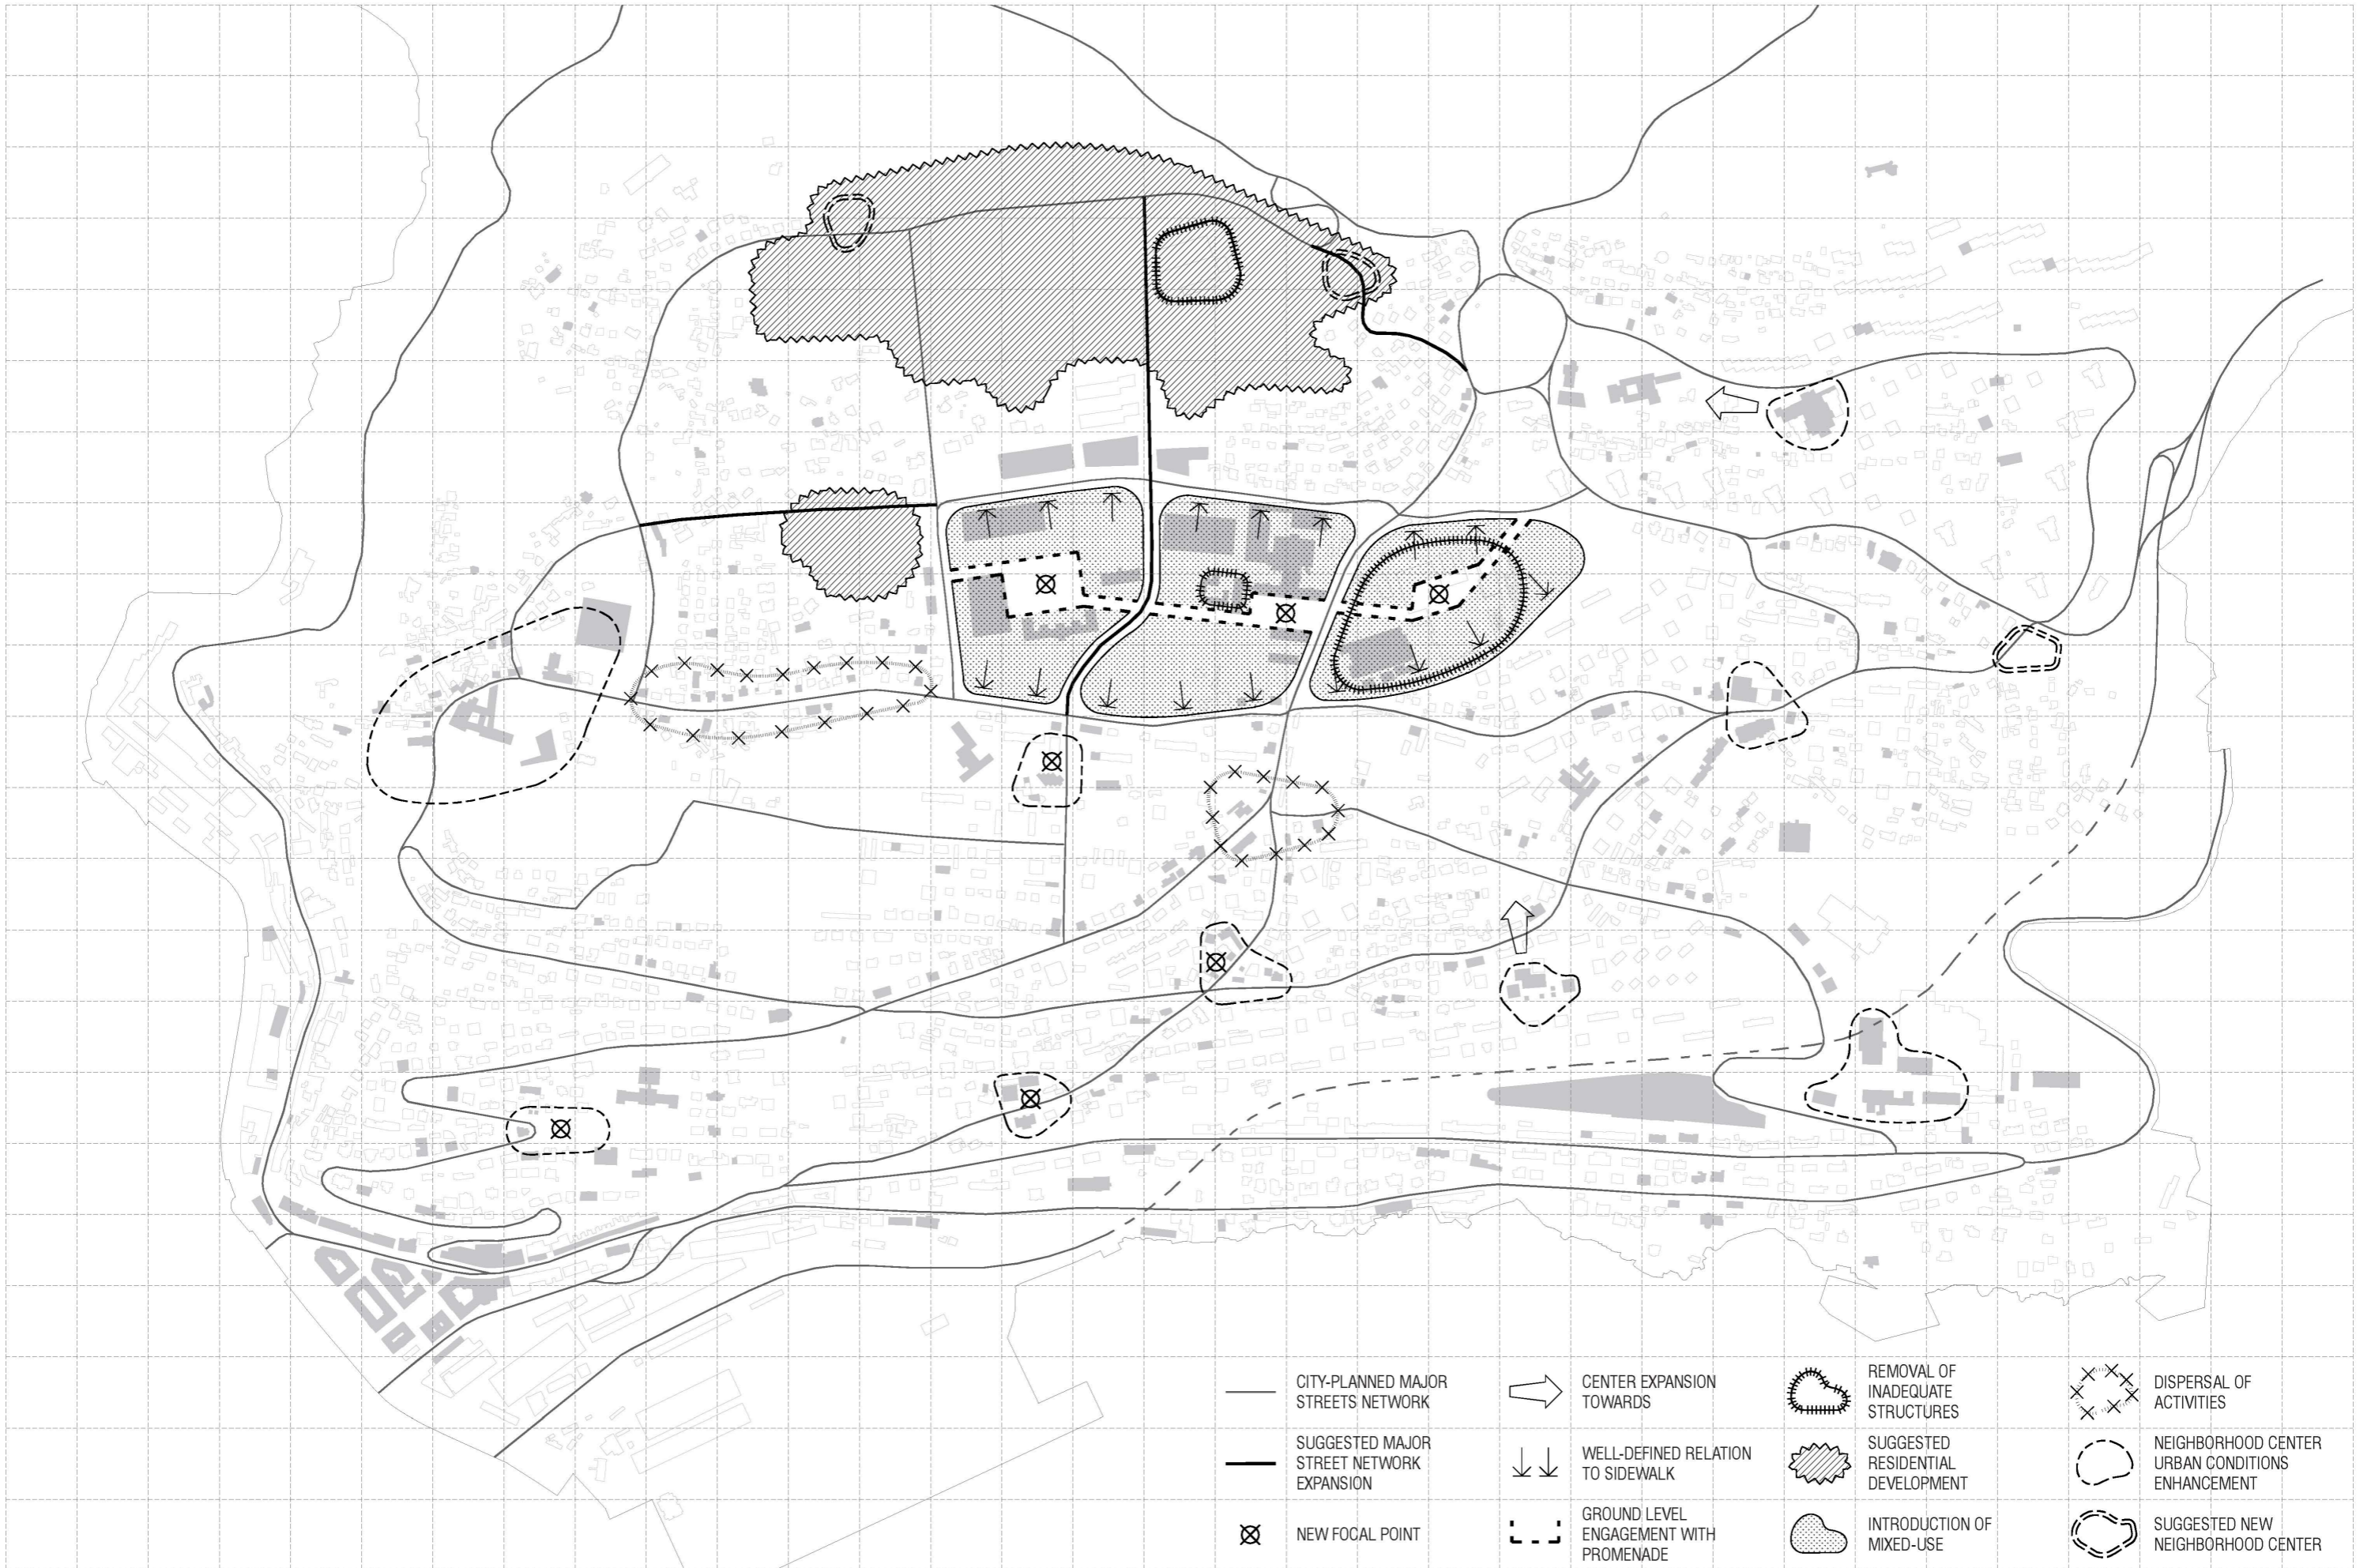 CITY-PLANNED MAJOR
STREETS NETWORK
SUGGESTED MAJOR
STREET NETWORK
EXPANSION
NEW FOCAL POINT
CENTER EXPANSION
TOWARDS
WELL-DEFINED RELATION
TO SIDEWALK
GROUND LEVEL
ENGAGEMENT WITH
PROMENADE
REMOVAL OF
INADEQUATE
STRUCTURES
SUGGESTED
RESIDENTIAL
DEVELOPMENT
INTRODUCTION OF
MIXED-USE
DISPERSAL OF
ACTIVITIES
NEIGHBORHOOD CENTER
URBAN CONDITIONS
ENHANCEMENT
SUGGESTED NEW
NEIGHBORHOOD CENTER